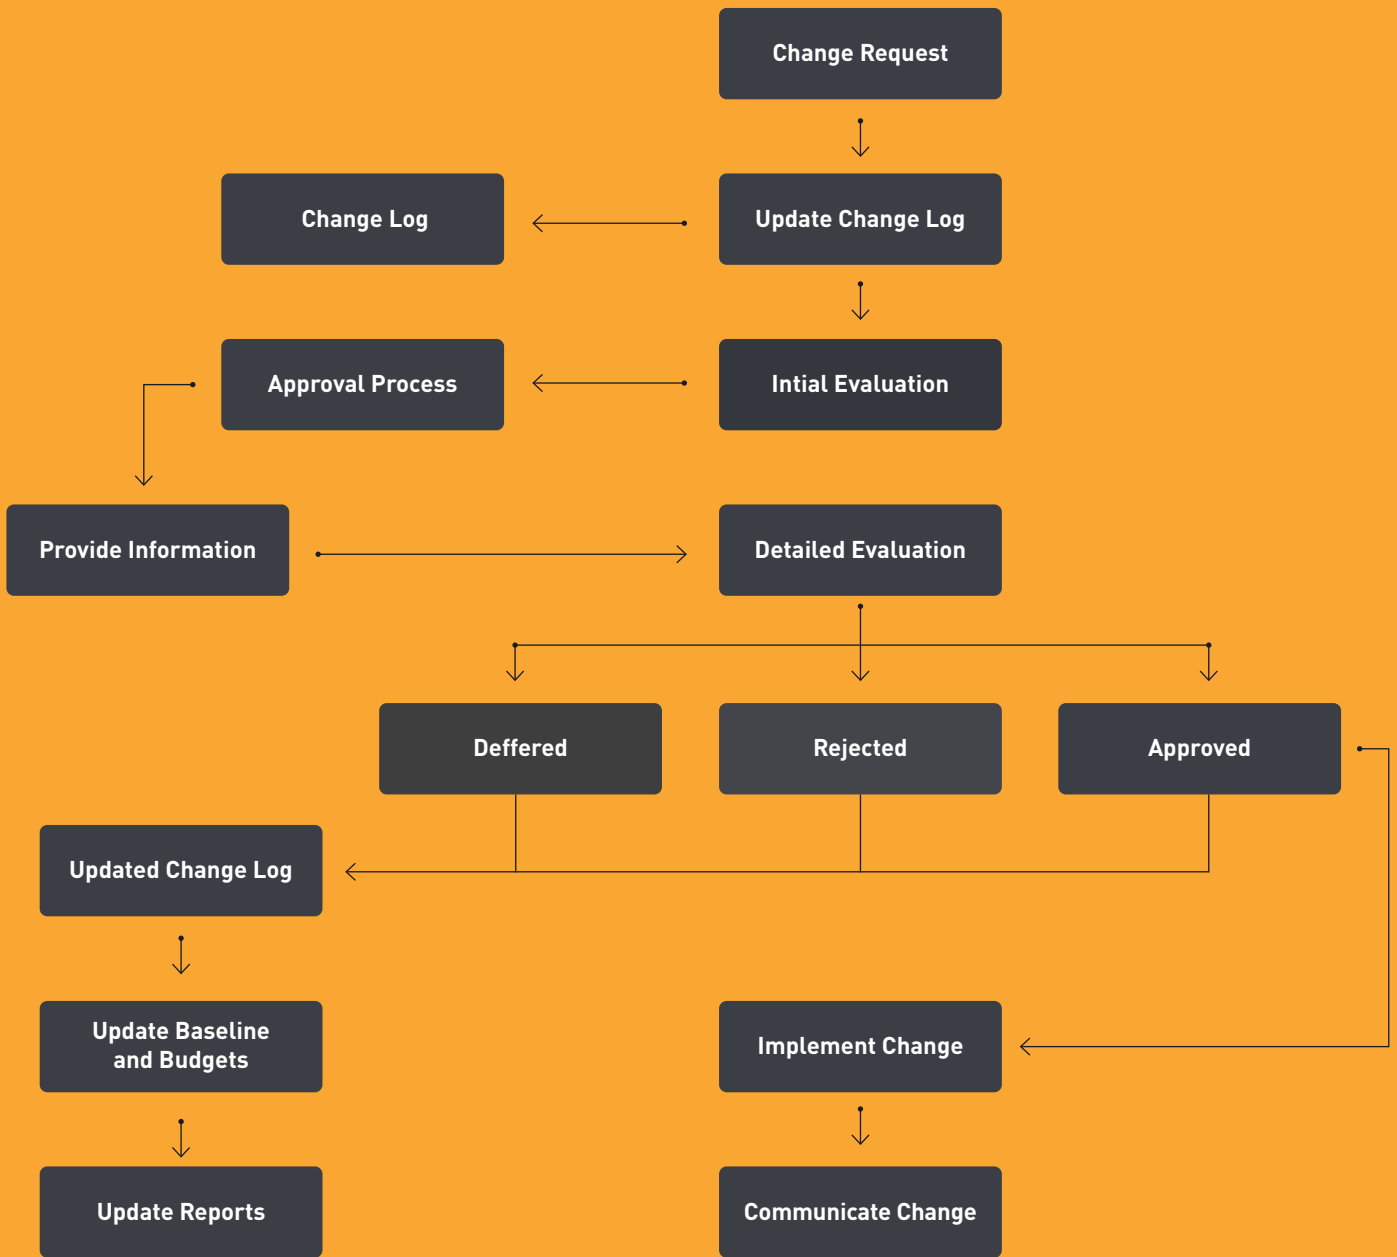 Change Request
Change Log
Update Change Log
Approval Process
Intial Evaluation
Provide Information
Detailed Evaluation
Deffered
Rejected
Approved
Updated Change Log
Update Baseline
and Budgets
Implement Change
Update Reports
Communicate Change